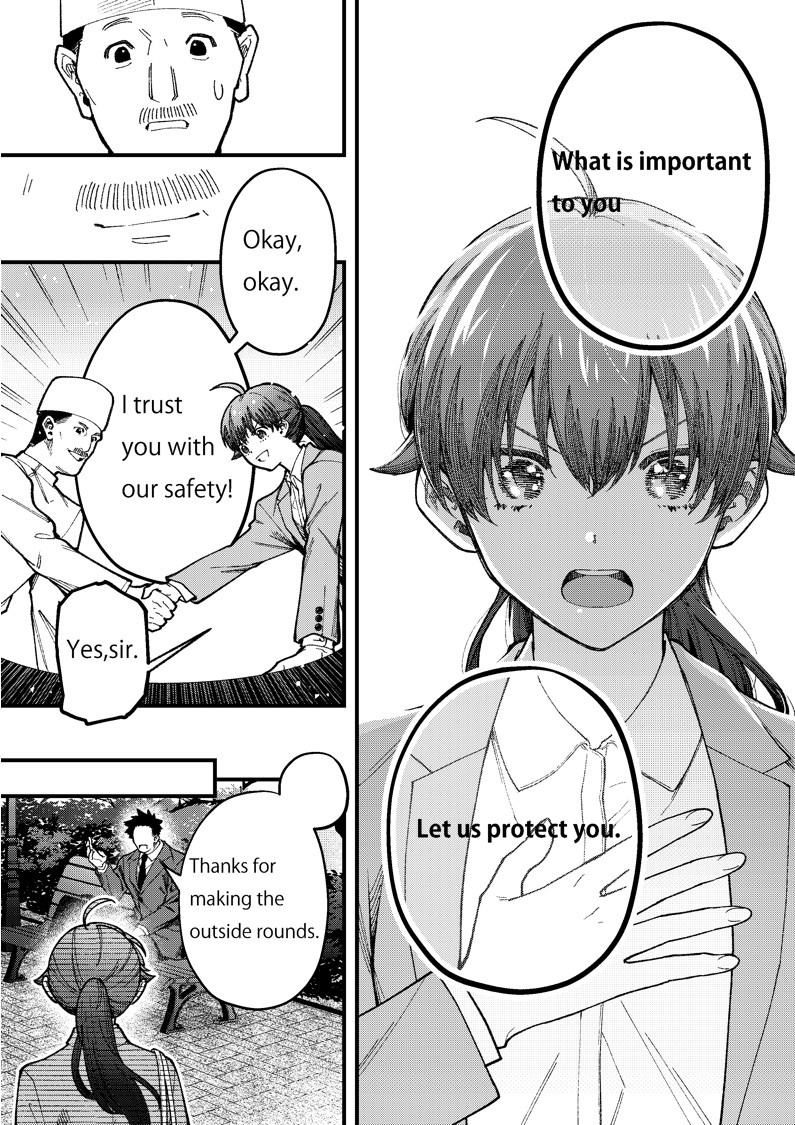 What is important
to you
Let us protect you.
Okay,
okay.
I trust
you with
our safety!
Yes,sir.
Thanks for
making the
outside rounds.